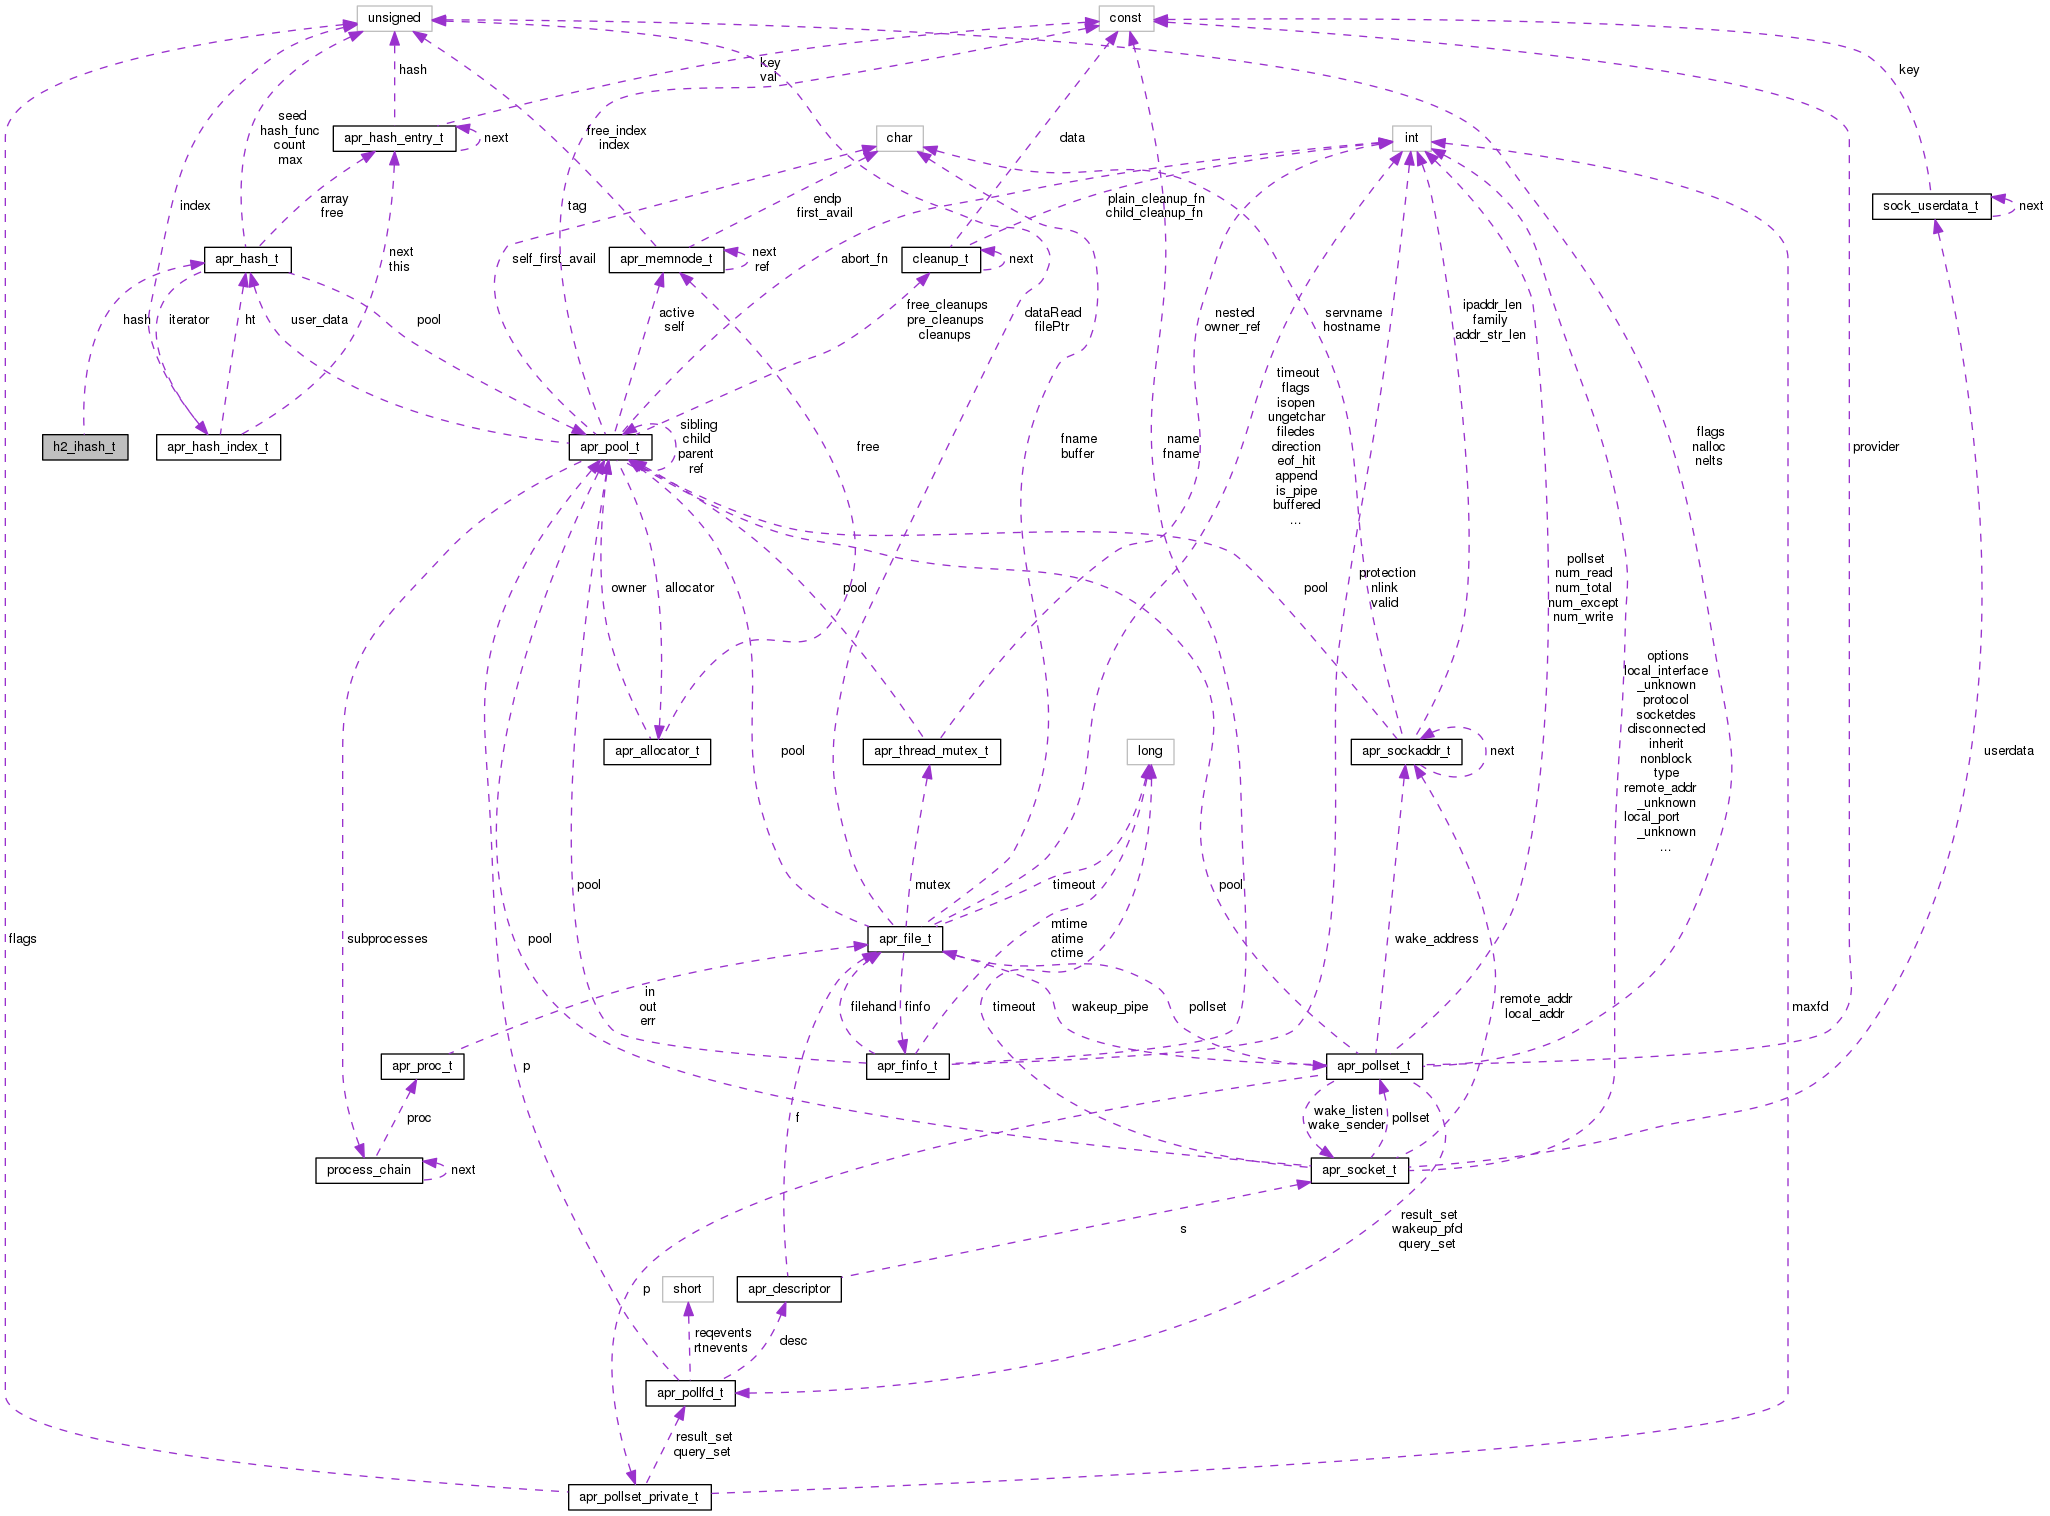 unsigned
const
key
val
hash
key
seed
hash_func
count
max
apr_hash_entry_t
next
free_index
index
char
data
int
index
array
free
tag
endp
first_avail
plain_cleanup_fn
child_cleanup_fn
sock_userdata_t
next
apr_hash_t
next
this
self_first_avail
apr_memnode_t
next
ref
abort_fn
cleanup_t
next
hash
iterator
ht
user_data
pool
active
self
free_cleanups
pre_cleanups
cleanups
dataRead
filePtr
nested
owner_ref
servname
hostname
ipaddr_len
family
addr_str_len
h2_ihash_t
apr_hash_index_t
apr_pool_t
sibling
child
parent
ref
free
fname
buffer
name
fname
timeout
flags
isopen
ungetchar
filedes
direction
eof_hit
append
is_pipe
buffered
...
flags
nalloc
nelts
provider
owner
allocator
pool
pool
protection
nlink
valid
pollset
num_read
num_total
num_except
num_write
options
local_interface
_unknown
protocol
socketdes
disconnected
inherit
nonblock
type
remote_addr
_unknown
local_port
_unknown
...
apr_allocator_t
pool
apr_thread_mutex_t
long
apr_sockaddr_t
next
userdata
pool
mutex
timeout
pool
flags
subprocesses
pool
apr_file_t
mtime
atime
ctime
wake_address
in
out
err
filehand
finfo
timeout
wakeup_pipe
pollset
remote_addr
local_addr
maxfd
apr_proc_t
p
apr_finfo_t
apr_pollset_t
proc
f
wake_listen
wake_sender
pollset
process_chain
next
apr_socket_t
s
result_set
wakeup_pfd
query_set
p
short
apr_descriptor
reqevents
rtnevents
desc
apr_pollfd_t
result_set
query_set
apr_pollset_private_t